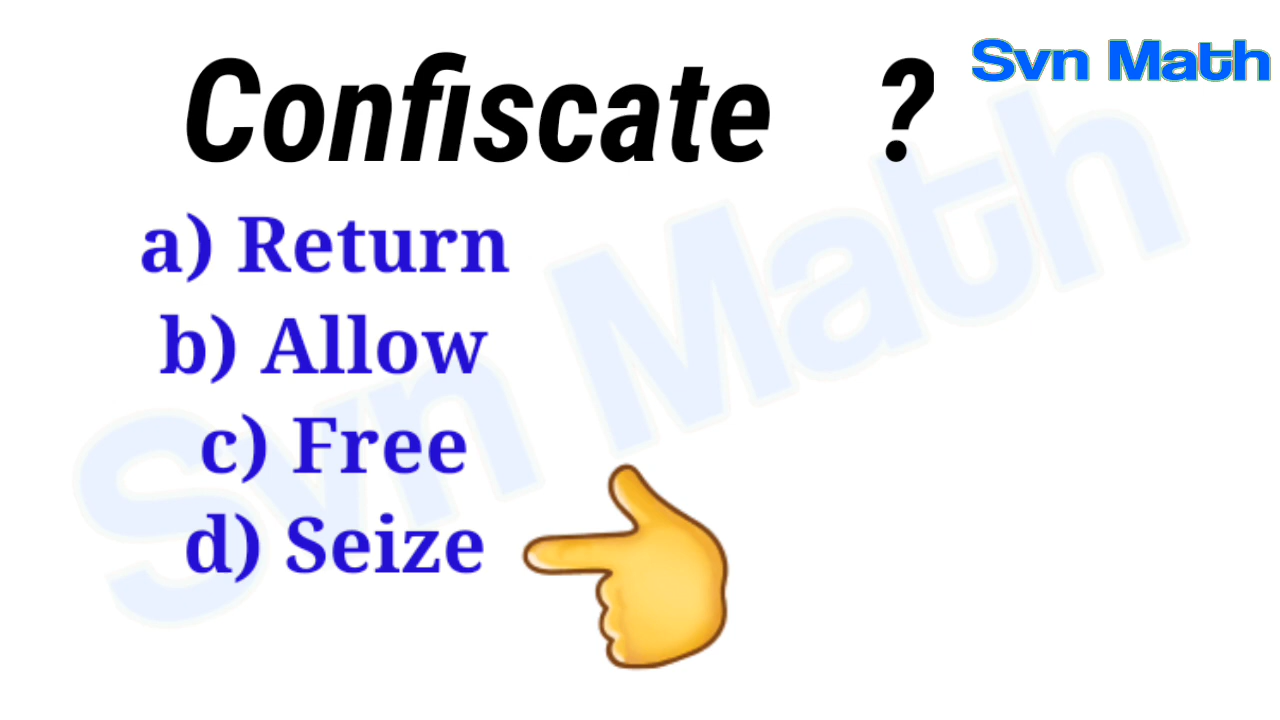 Confiscate ?
Svn Math
a) Return
b) Allow
c) Free
d) Seize
Svn Math